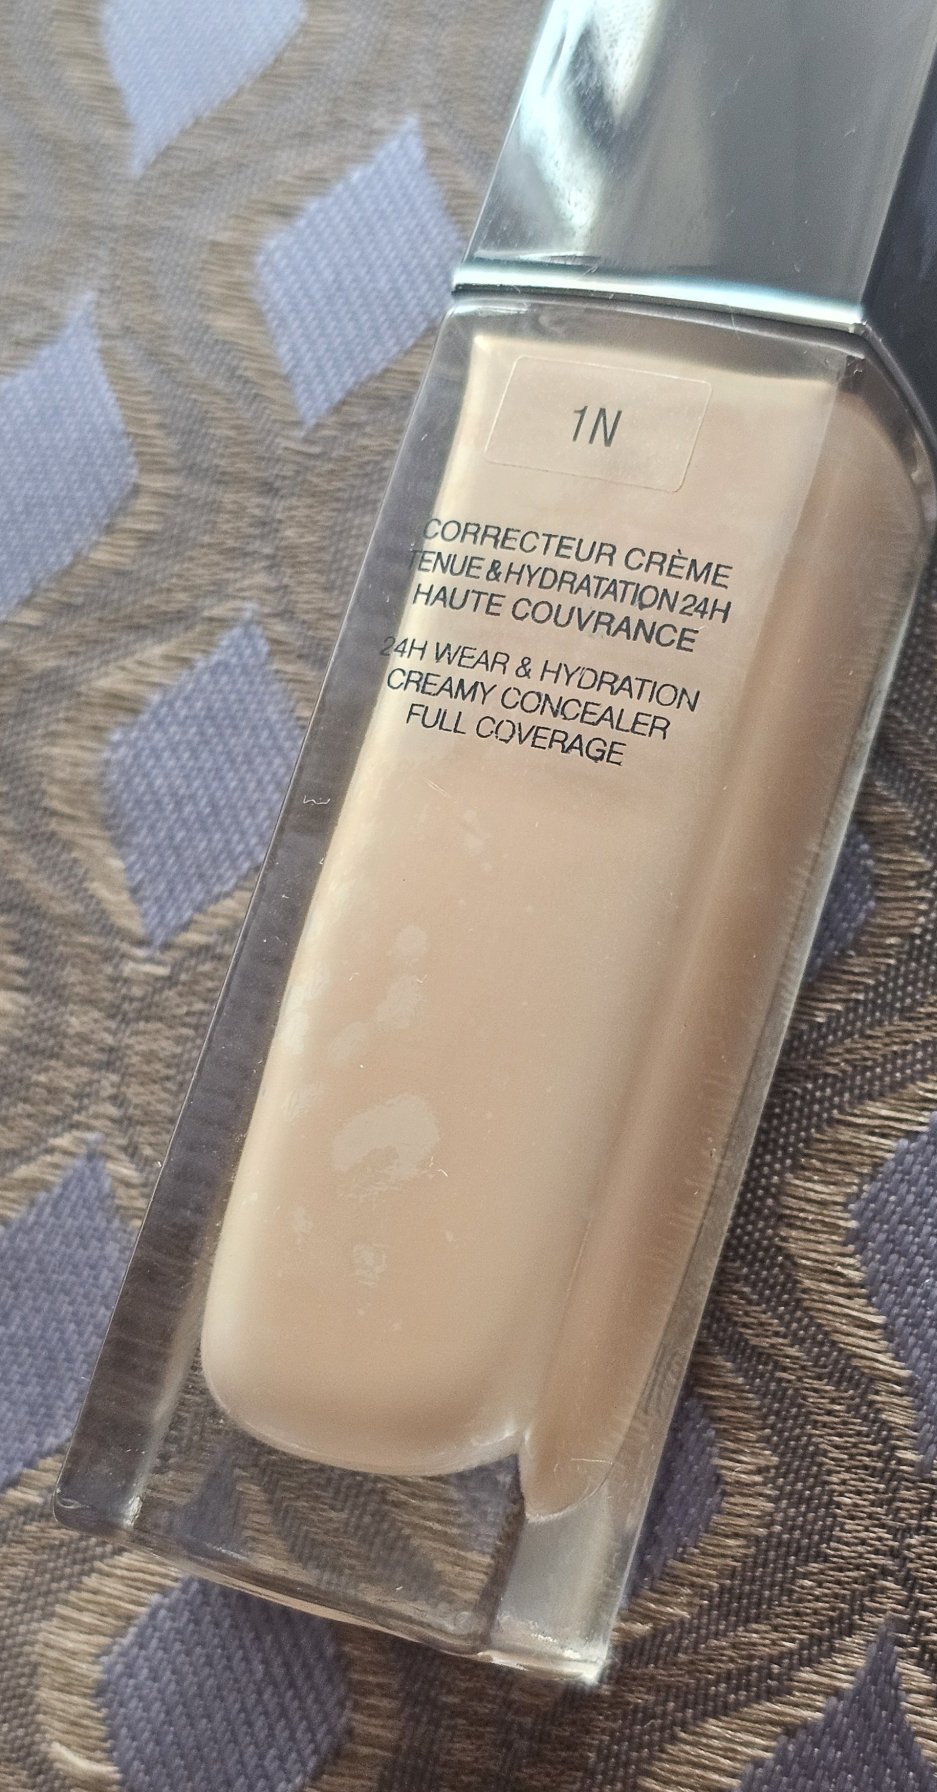 1N
CORRECTEUR CRÈME
TENUE & HYDRATATION 24H
HAUTE COUVRANCE
24H WEAR & HYDRATION
CREAMY CONCEALER
FULL COVERAGE